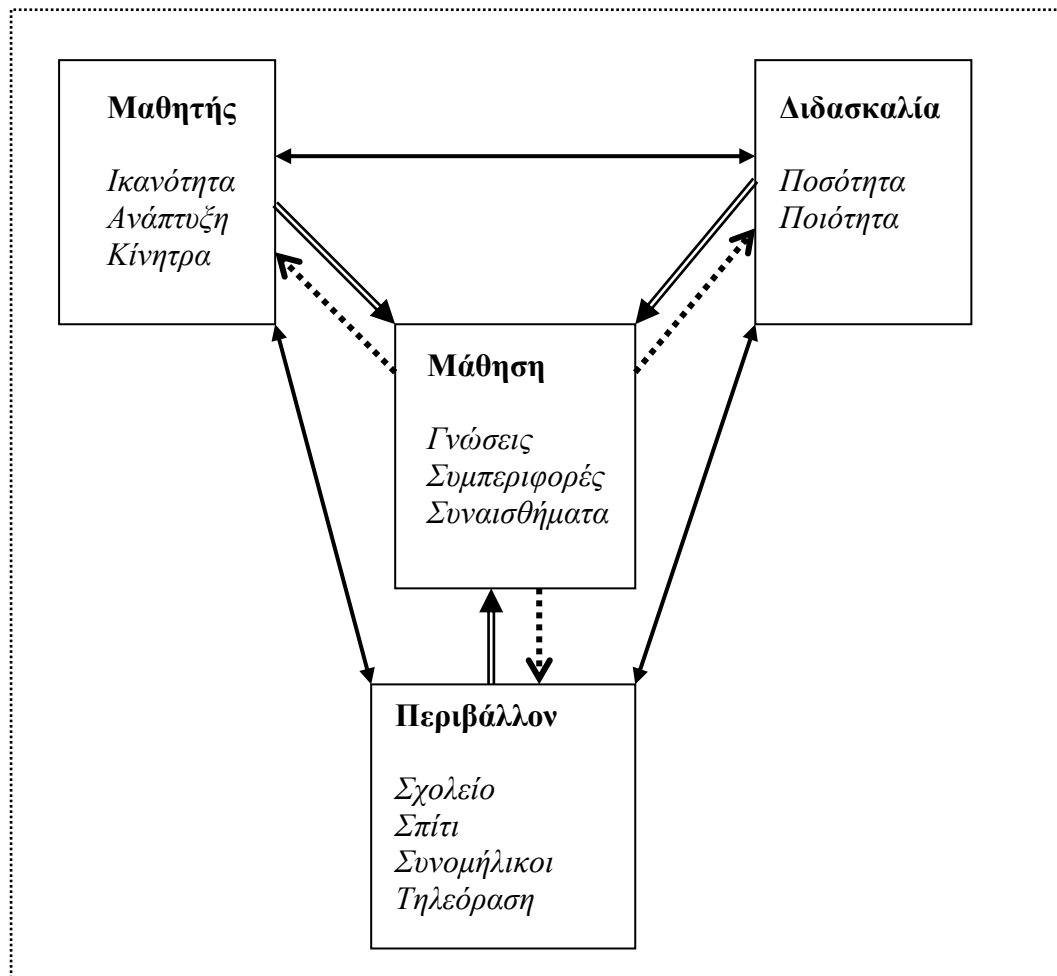 Μαθητής
Ικανότητα
Ανάπτυξη
Κίνητρα
Διδασκαλία
Ποσότητα
Ποιότητα
Μάθηση
Γνώσεις
Συμπεριφορές
Συναισθήματα
Περιβάλλον
Σχολείο
Σπίτι
Συνομήλικοι
Τηλεόραση